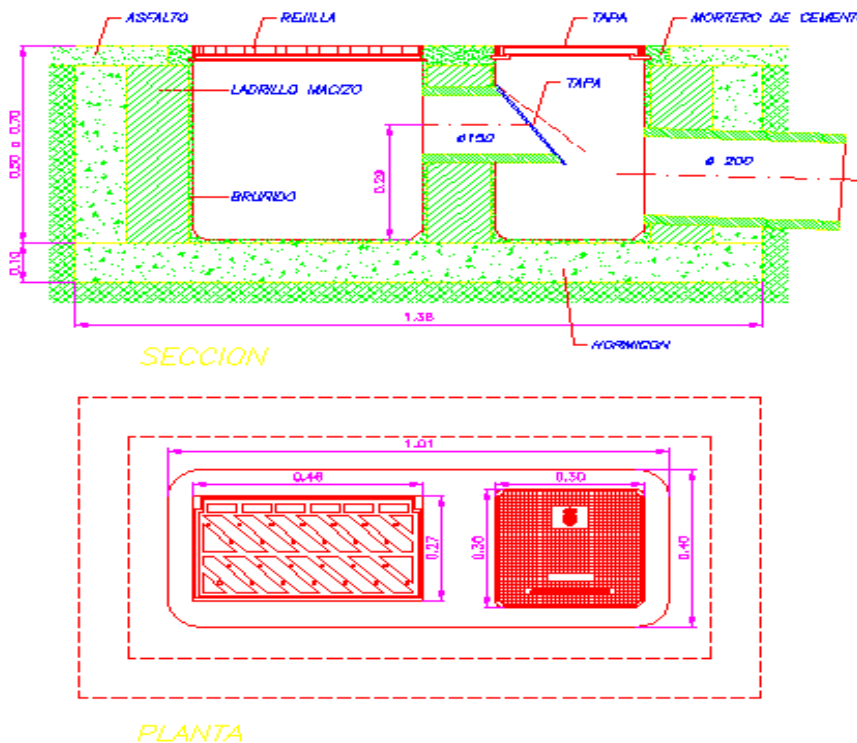 ASFALTO
REJILLA
TAPA
MORTERO DE CEMENT
LADRILLO MACIZO
TAPA
ø150
ø 200
0.50 a 0.70
0.29
BRUÑIDO
0.10
1.38
HORMIGON
SECCION
1.01
0.46
0.30
0.27
0.30
0.40
PLANTA